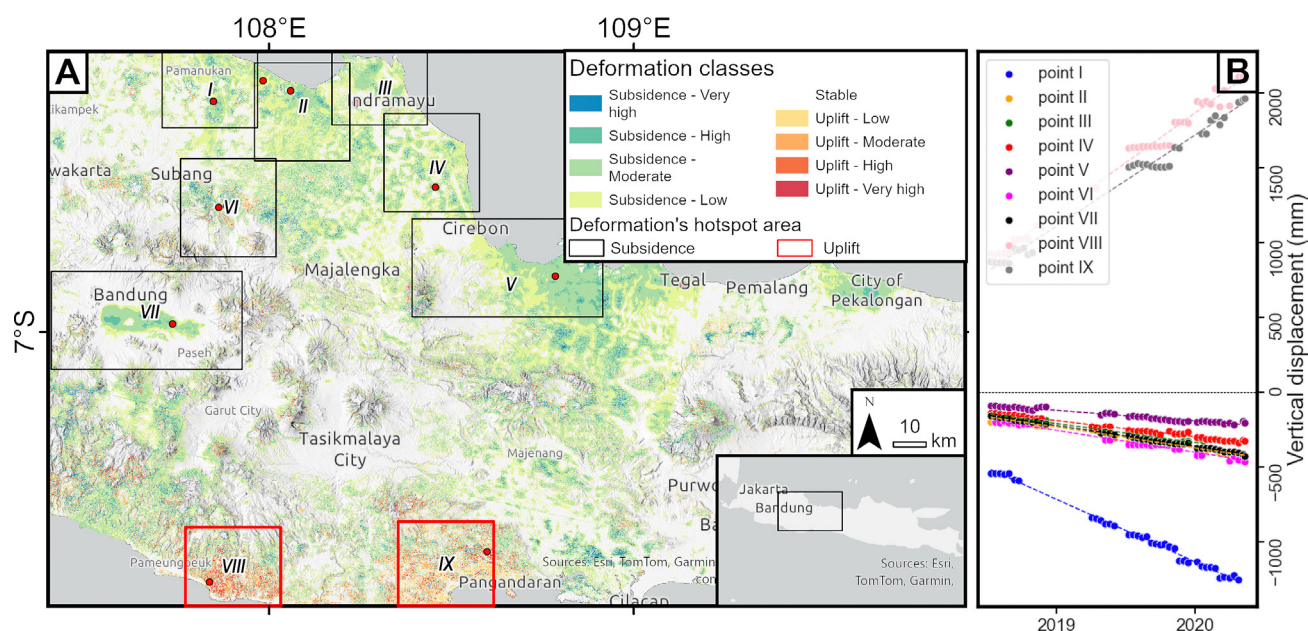 108°E
109°E
A
Pamanukan
I
II
III
Indramayu
ikampek
wakarta
Subang
IV
VI
Cirebon
Majalengka
V
Tegal
Pemalang
City of
Pekalongan
Bandung
VII
Paseh
7°S
Garut City
Tasikmalaya
City
Majenang
Purwo
Ba
Pameungpeuk
VIII
IX
Pangandaran
Cilacap
Sources: Esri, TomTom, Garmin
con
Deformation classes
Subsidence - Very
high
Subsidence - High
Subsidence -
Moderate
Subsidence - Low
Stable
Uplift - Low
Uplift - Moderate
Uplift - High
Uplift - Very high
Deformation's hotspot area
Subsidence
Uplift
N
10
km
Jakarta
Bandung
Sources: Esri,
TomTom, Garmin,
B
point I
point II
point III
point IV
point V
point VI
point VII
point VIII
point IX
2000
1500
1000
500
0
−500
−1000
Vertical displacement (mm)
2019
2020